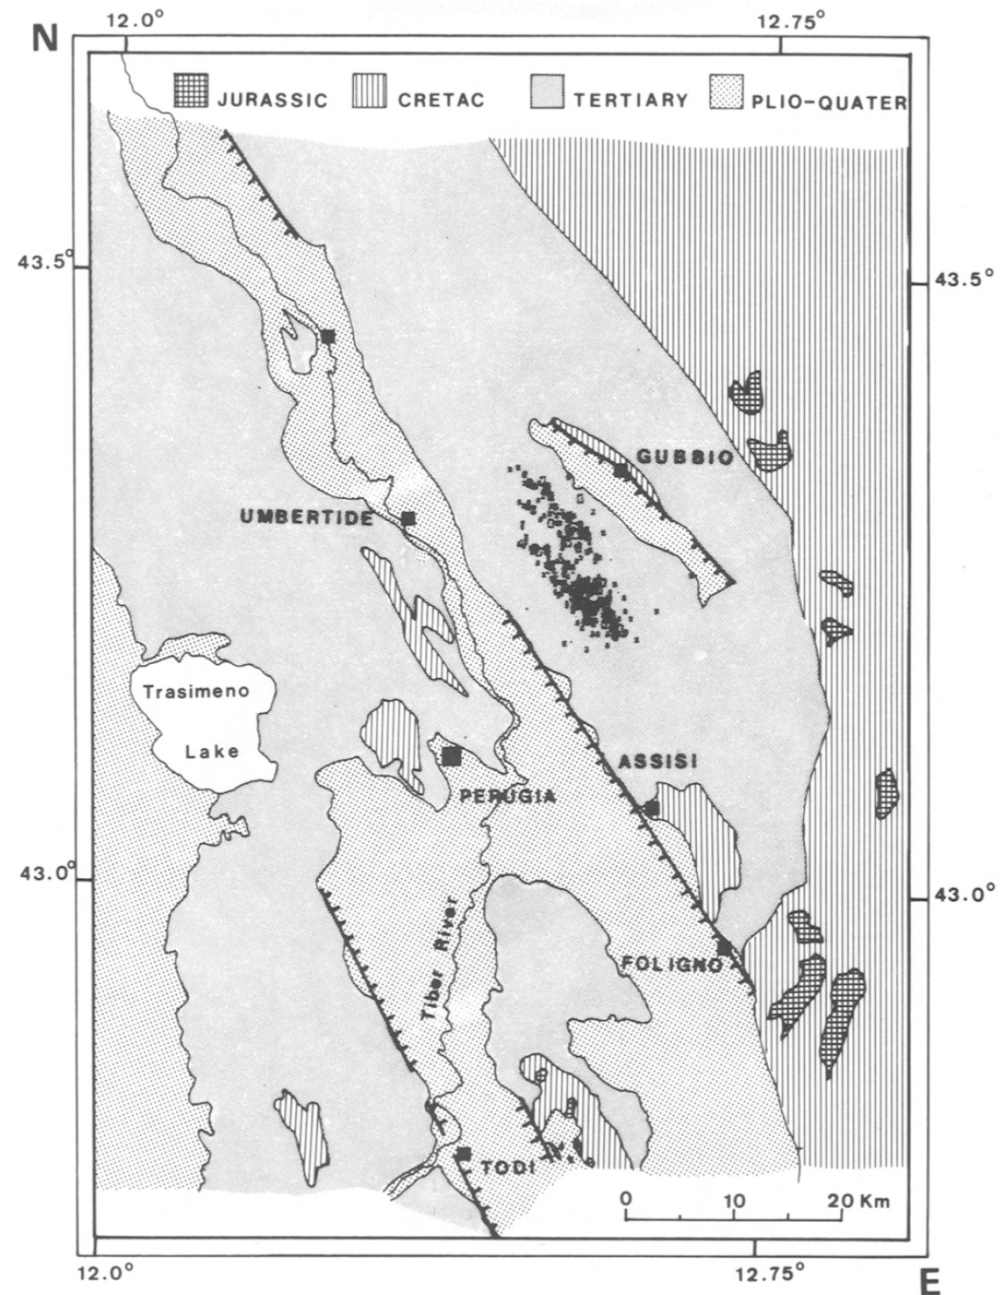 N
12.0°
12.75°
JURASSIC
CRETAC
TERTIARY
PLIO-QUATER
43.5°
43.5°
GUBBIO
UMBERTIDE
Trasimeno
Lake
ASSISI
PERUGIA
43.0°
43.0°
Tiber River
FOLIGNO
TODI
0 10 20 Km
12.0°
12.75°
E